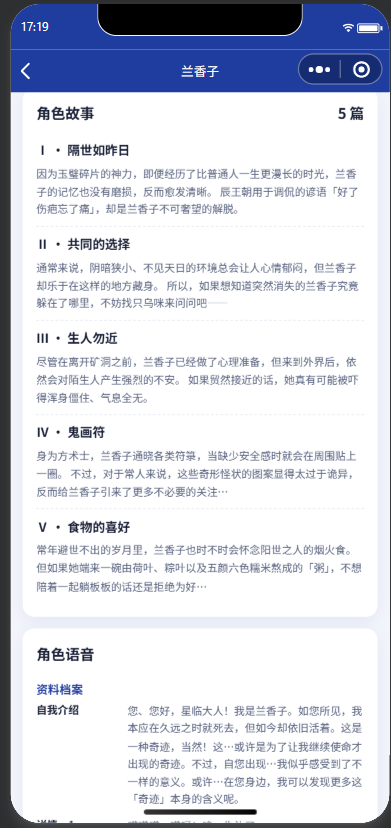 17:19
兰香子
角色故事 5 篇
Ⅰ · 隔世如昨日
因为玉璧碎片的神力，即便经历了比普通人一生更漫长的时光，兰香
子的记忆也没有磨损，反而愈发清晰。 辰王朝用于调侃的谚语「好了
伤疤忘了痛」，却是兰香子不可奢望的解脱。
Ⅱ · 共同的选择
通常来说，阴暗狭小、不见天日的环境总会让人心情郁闷，但兰香子
却乐于在这样的地方藏身。 所以，如果想知道突然消失的兰香子究竟
躲在了哪里，不妨找只乌咪来问问吧——
Ⅲ · 生人勿近
尽管在离开矿洞之前，兰香子已经做了心理准备，但来到外界后，依
然会对陌生人产生强烈的不安。 如果贸然接近的话，她真有可能被吓
得浑身僵住、气息全无。
Ⅳ · 鬼画符
身为方术士，兰香子通晓各类符箓，当缺少安全感时就会在周围贴上
一圈。 不过，对于常人来说，这些奇形怪状的图案显得太过于诡异，
反而给兰香子引来了更多不必要的关注…
Ⅴ · 食物的喜好
常年避世不出的岁月里，兰香子也时不时会怀念阳世之人的烟火食。
但如果她端来一碗由荷叶、粽叶以及五颜六色糯米熬成的「粥」，不想
陪着一起躺板板的话还是拒绝为好…
角色语音
资料档案
自我介绍 您、您好，星临大人！我是兰香子。如您所见，我
本应在久远之时就死去，但如今却依旧活着。这是
一种奇迹，当然！这…或许是为了让我继续使命才
出现的奇迹。不过，自您出现…我似乎感受到了不
一样的意义。或许…在您身边，我可以发现更多这
「奇迹」本身的含义呢。